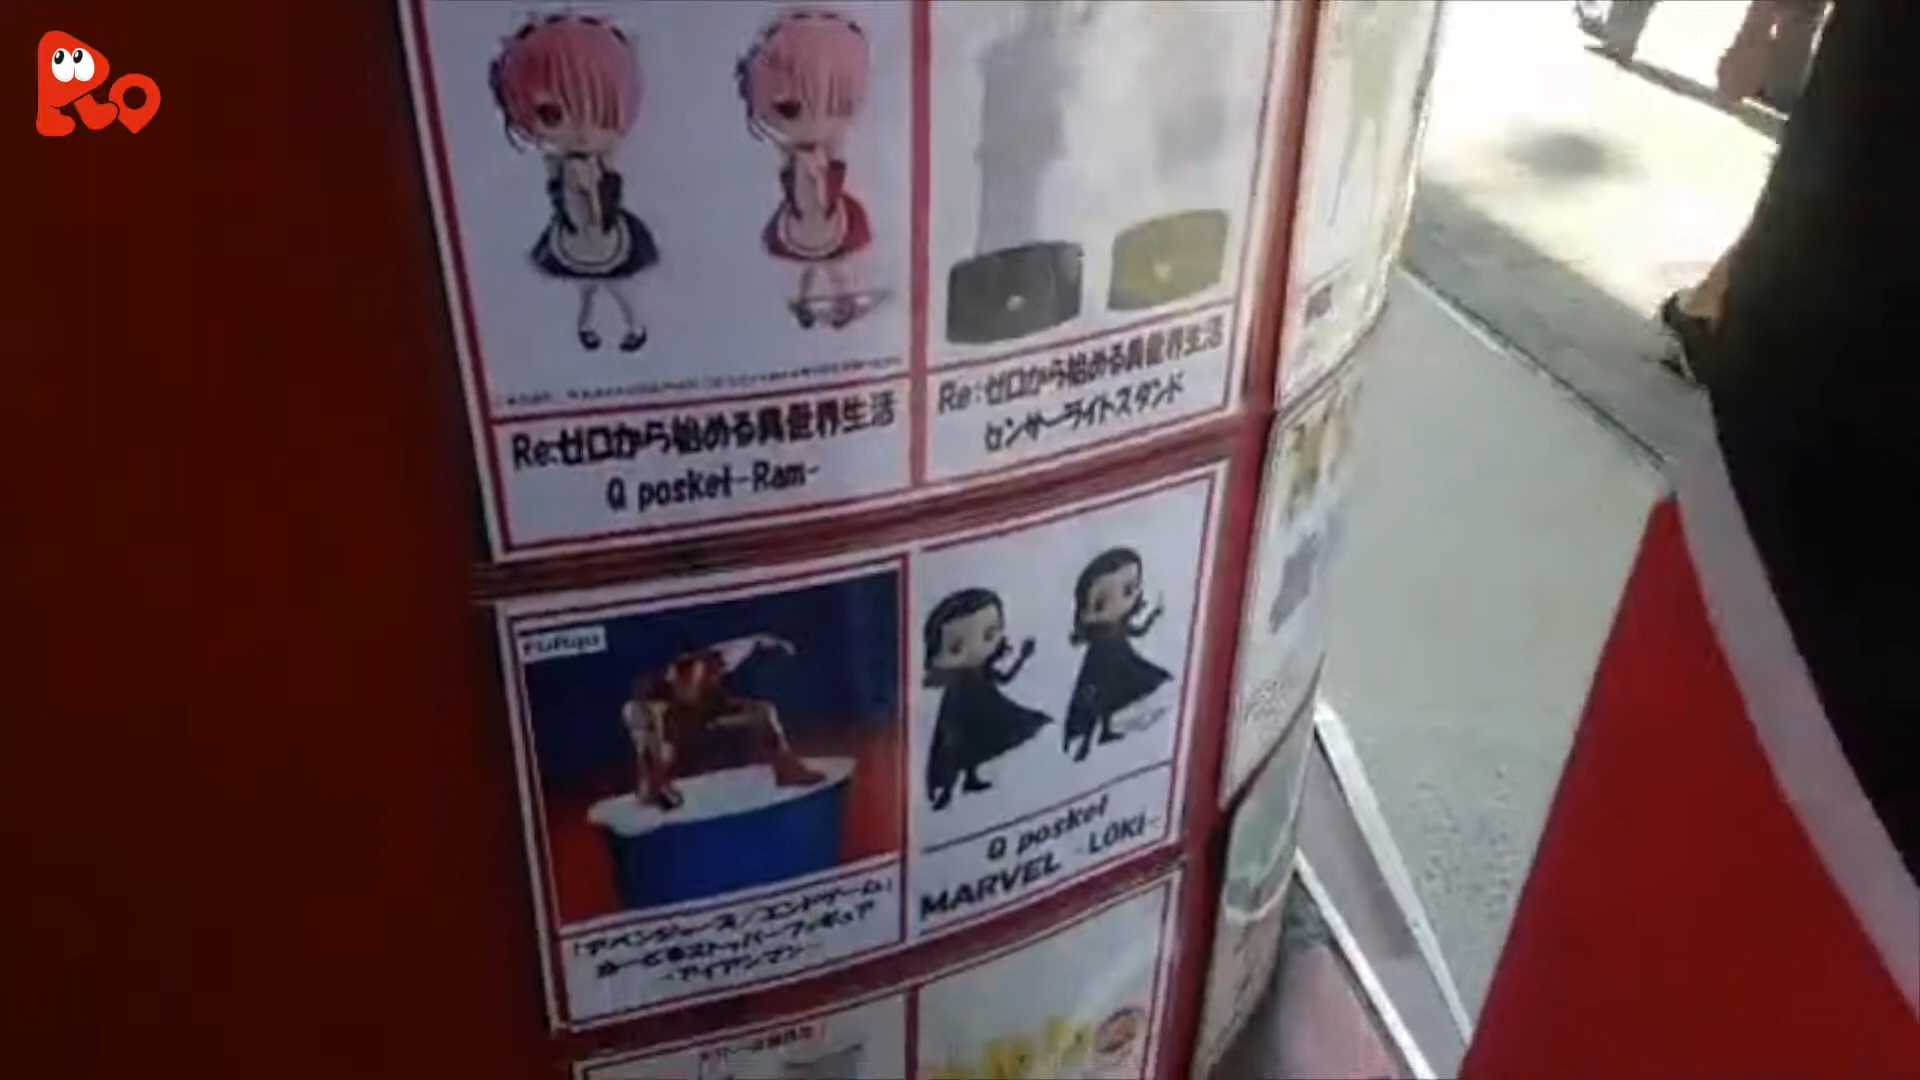 Re:ゼロから始める異世界生活
Q posket-Ram-
Re:ゼロから始める異世界生活
センサーライトスタンド
「アベンジャーズ/エンドゲーム」
ぬーどるストッパーフィギュア
-アイアンマン-
Q posket
MARVEL -LOKI-